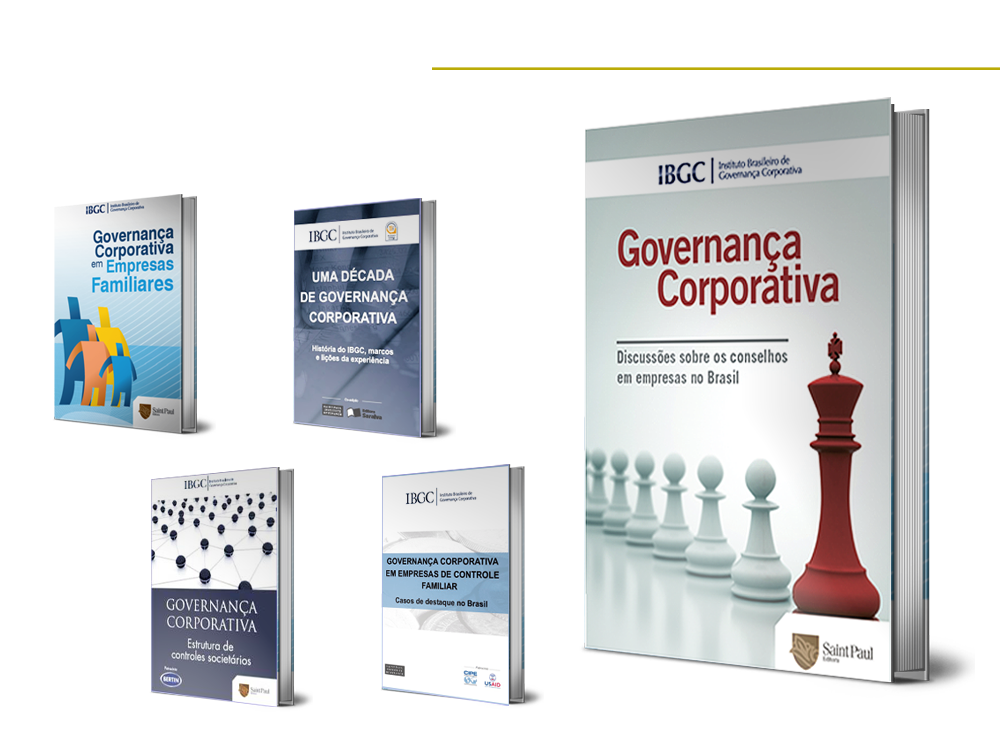 IBGC
Instituto Brasileiro de
Governança Corporativa
Governança
Corporativa
em Empresas
Familiares
Saint Paul
Editora
IBGC
Instituto Brasileiro de
Governança Corporativa
UMA DÉCADA
DE GOVERNANÇA
CORPORATIVA
História do IBGC, marcos
e lições da experiência
Editora
Saraiva
IBGC
Instituto Brasileiro de
Governança Corporativa
Governança
Corporativa
Discussões sobre os conselhos
em empresas no Brasil
Saint Paul
Editora
IBGC
Instituto Brasileiro de
Governança Corporativa
GOVERNANÇA
CORPORATIVA
Estrutura de
controles societários
BERTIN
Saint Paul
IBGC
Instituto Brasileiro de
Governança Corporativa
GOVERNANÇA CORPORATIVA
EM EMPRESAS DE CONTROLE
FAMILIAR
Casos de destaque no Brasil
CIPE
USAID